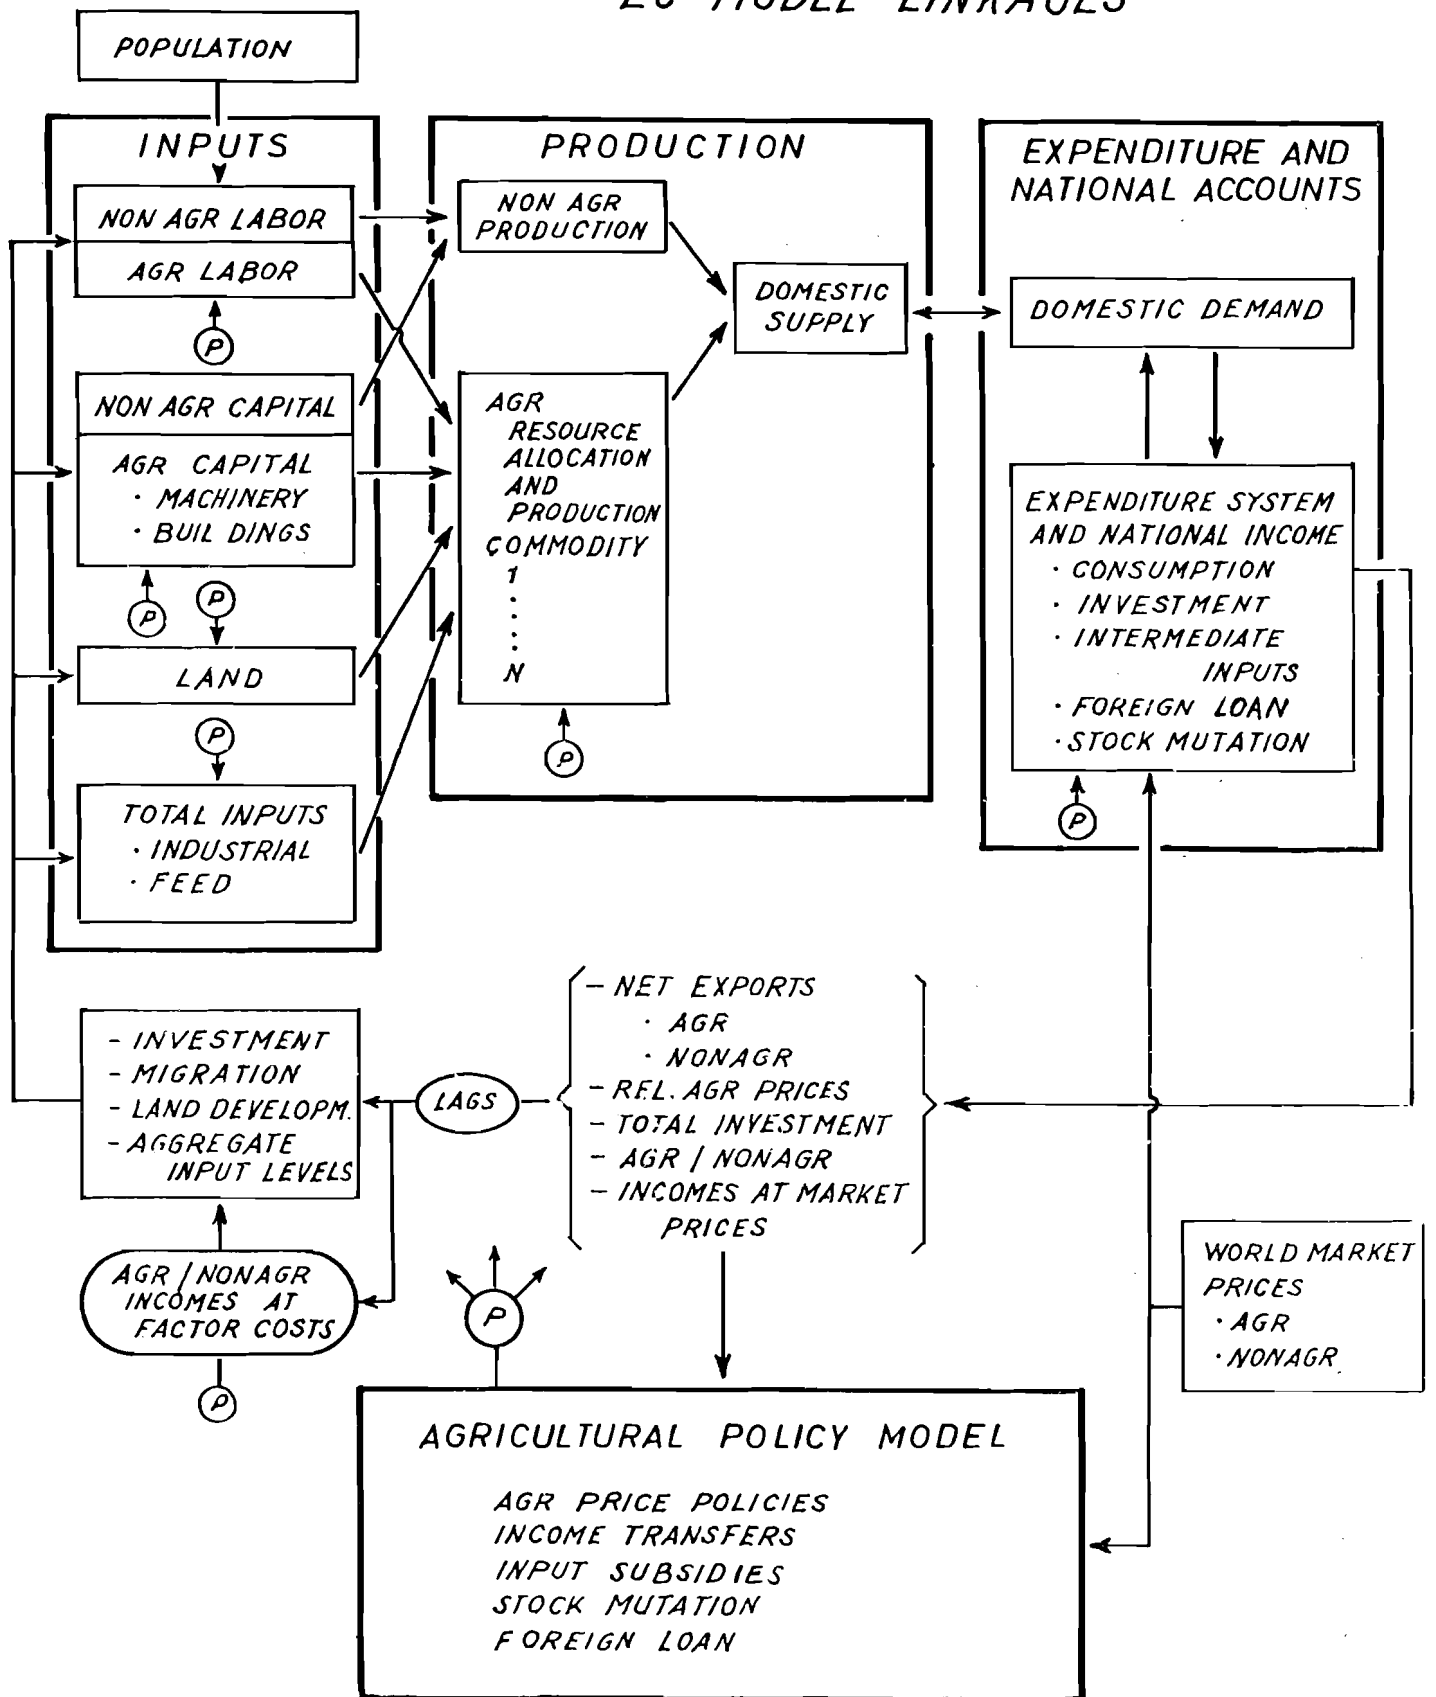 EC MODEL LINKAGES
POPULATION
INPUTS
NON AGR LABOR
AGR LABOR
P
NON AGR CAPITAL
AGR CAPITAL
· MACHINERY
· BUILDINGS
P
P
LAND
P
TOTAL INPUTS
· INDUSTRIAL
· FEED
PRODUCTION
NON AGR
PRODUCTION
DOMESTIC
SUPPLY
AGR
RESOURCE
ALLOCATION
AND
PRODUCTION
COMMODITY
1
.
.
.
.
N
P
EXPENDITURE AND
NATIONAL ACCOUNTS
DOMESTIC DEMAND
EXPENDITURE SYSTEM
AND NATIONAL INCOME
· CONSUMPTION
· INVESTMENT
· INTERMEDIATE
INPUTS
· FOREIGN LOAN
· STOCK MUTATION
P
- INVESTMENT
- MIGRATION
- LAND DEVELOPM.
- AGGREGATE
INPUT LEVELS
LAGS
- NET EXPORTS
· AGR
· NONAGR
- REL. AGR PRICES
- TOTAL INVESTMENT
- AGR / NONAGR
- INCOMES AT MARKET
PRICES
AGR / NONAGR
INCOMES AT
FACTOR COSTS
P
P
WORLD MARKET
PRICES
· AGR
· NONAGR
AGRICULTURAL POLICY MODEL
AGR PRICE POLICIES
INCOME TRANSFERS
INPUT SUBSIDIES
STOCK MUTATION
FOREIGN LOAN